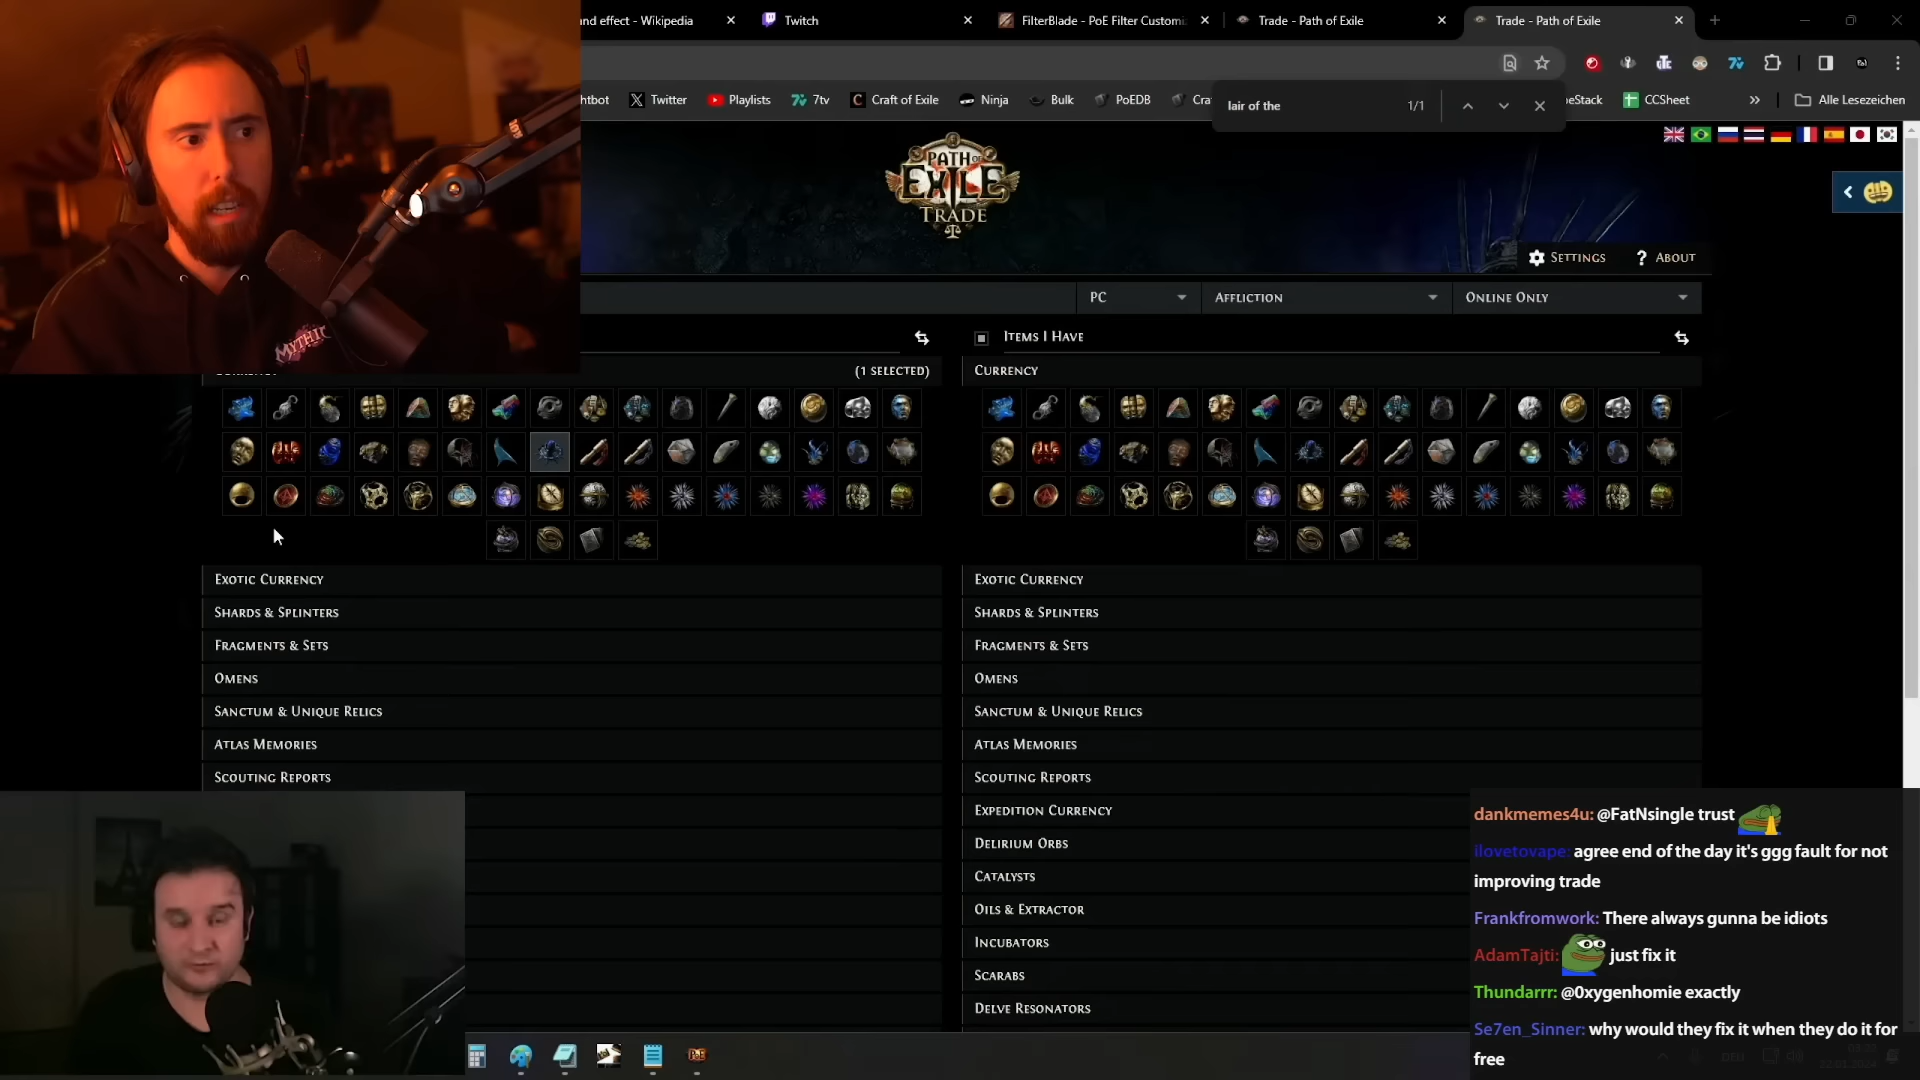 nd effect - Wikipedia
Twitch
FilterBlade - PoE Filter Customi
Trade - Path of Exile
Trade - Path of Exile
htbot
Twitter
Playlists
7tv
Craft of Exile
Ninja
Bulk
PoEDB
Cra
lair of the
1/1
eStack
CCSheet
Alle Lesezeichen
PATH OF
EXILE
TRADE
SETTINGS
? ABOUT
PC
AFFLICTION
ONLINE ONLY
MYTHIC
ITEMS I HAVE
(1 SELECTED)
CURRENCY
EXOTIC CURRENCY
SHARDS & SPLINTERS
FRAGMENTS & SETS
OMENS
SANCTUM & UNIQUE RELICS
ATLAS MEMORIES
SCOUTING REPORTS
EXOTIC CURRENCY
SHARDS & SPLINTERS
FRAGMENTS & SETS
OMENS
SANCTUM & UNIQUE RELICS
ATLAS MEMORIES
SCOUTING REPORTS
EXPEDITION CURRENCY
DELIRIUM ORBS
CATALYSTS
OILS & EXTRACTOR
INCUBATORS
SCARABS
DELVE RESONATORS
dankmemes4u: @FatNsingle trust
ilovetovape: agree end of the day it's ggg fault for not
improving trade
Frankfromwork: There always gunna be idiots
AdamTajti: just fix it
Thundarrr: @0xygenhomie exactly
Se7en_Sinner: why would they fix it when they do it for
free